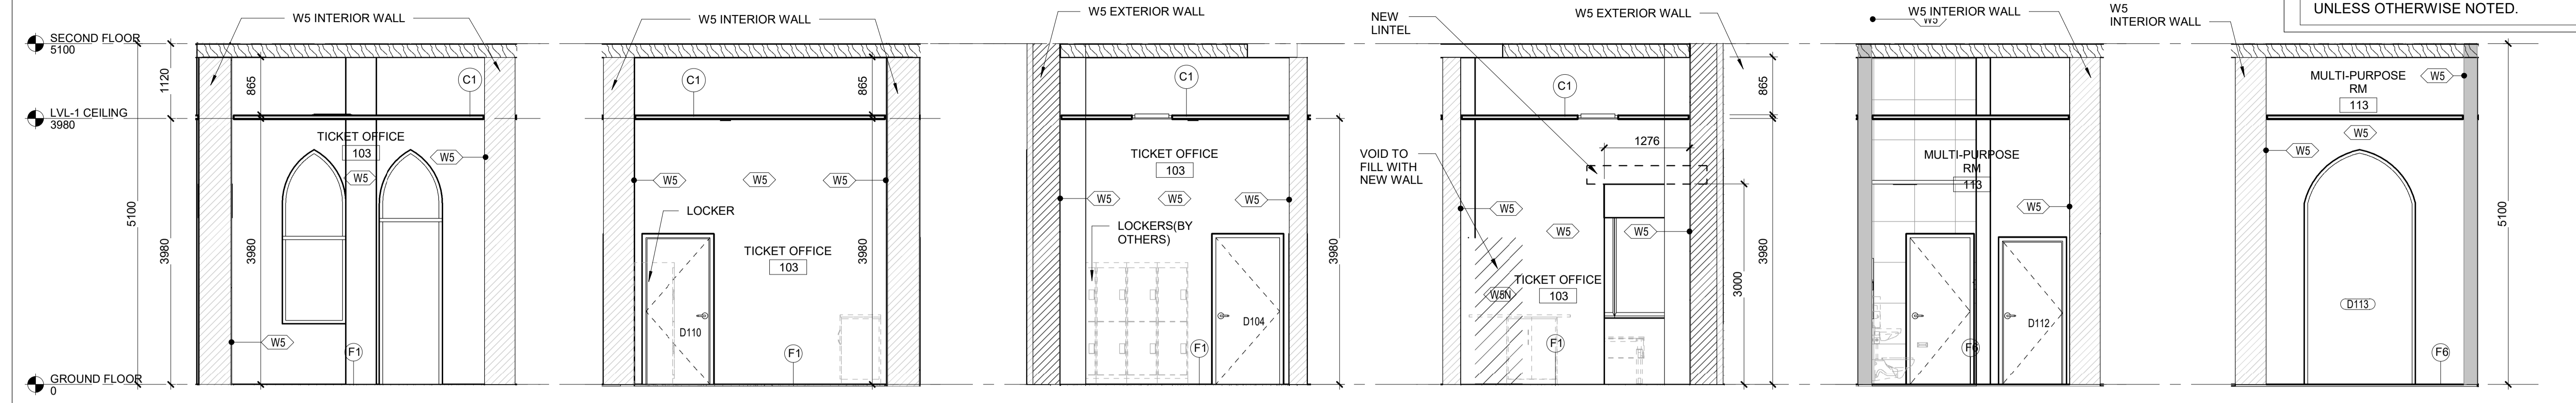 SECOND FLOOR
5100
LVL-1 CEILING
3980
GROUND FLOOR
0
5100
1120
3980
W5 INTERIOR WALL
865
3980
C1
TICKET OFFICE
103
W5
W5
W5
F1
W5 INTERIOR WALL
C1
865
W5
W5
W5
LOCKER
TICKET OFFICE
103
3980
D110
F1
W5 EXTERIOR WALL
C1
TICKET OFFICE
103
W5
W5
W5
LOCKERS(BY
OTHERS)
D104
F1
3980
NEW
LINTEL
W5 EXTERIOR WALL
C1
865
1276
VOID TO
FILL WITH
NEW WALL
W5
W5
W5
TICKET OFFICE
103
W5N
F1
3000
3980
W5 INTERIOR WALL
W5
MULTI-PURPOSE
RM
113
W5
D112
F6
W5
INTERIOR WALL
UNLESS OTHERWISE NOTED.
MULTI-PURPOSE
RM
113
W5
W5
W5
D113
F6
5100